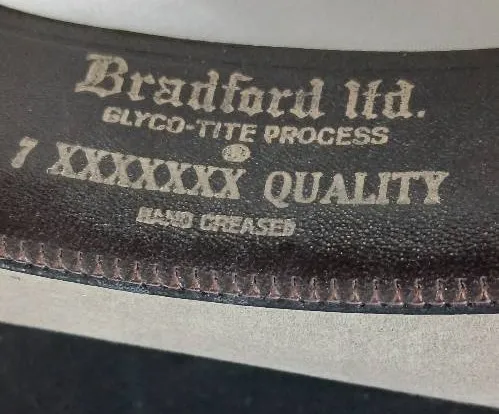 Bradford ltd.
GLYCO-TITE PROCESS
7 XXXXXXX QUALITY
HAND CREASED